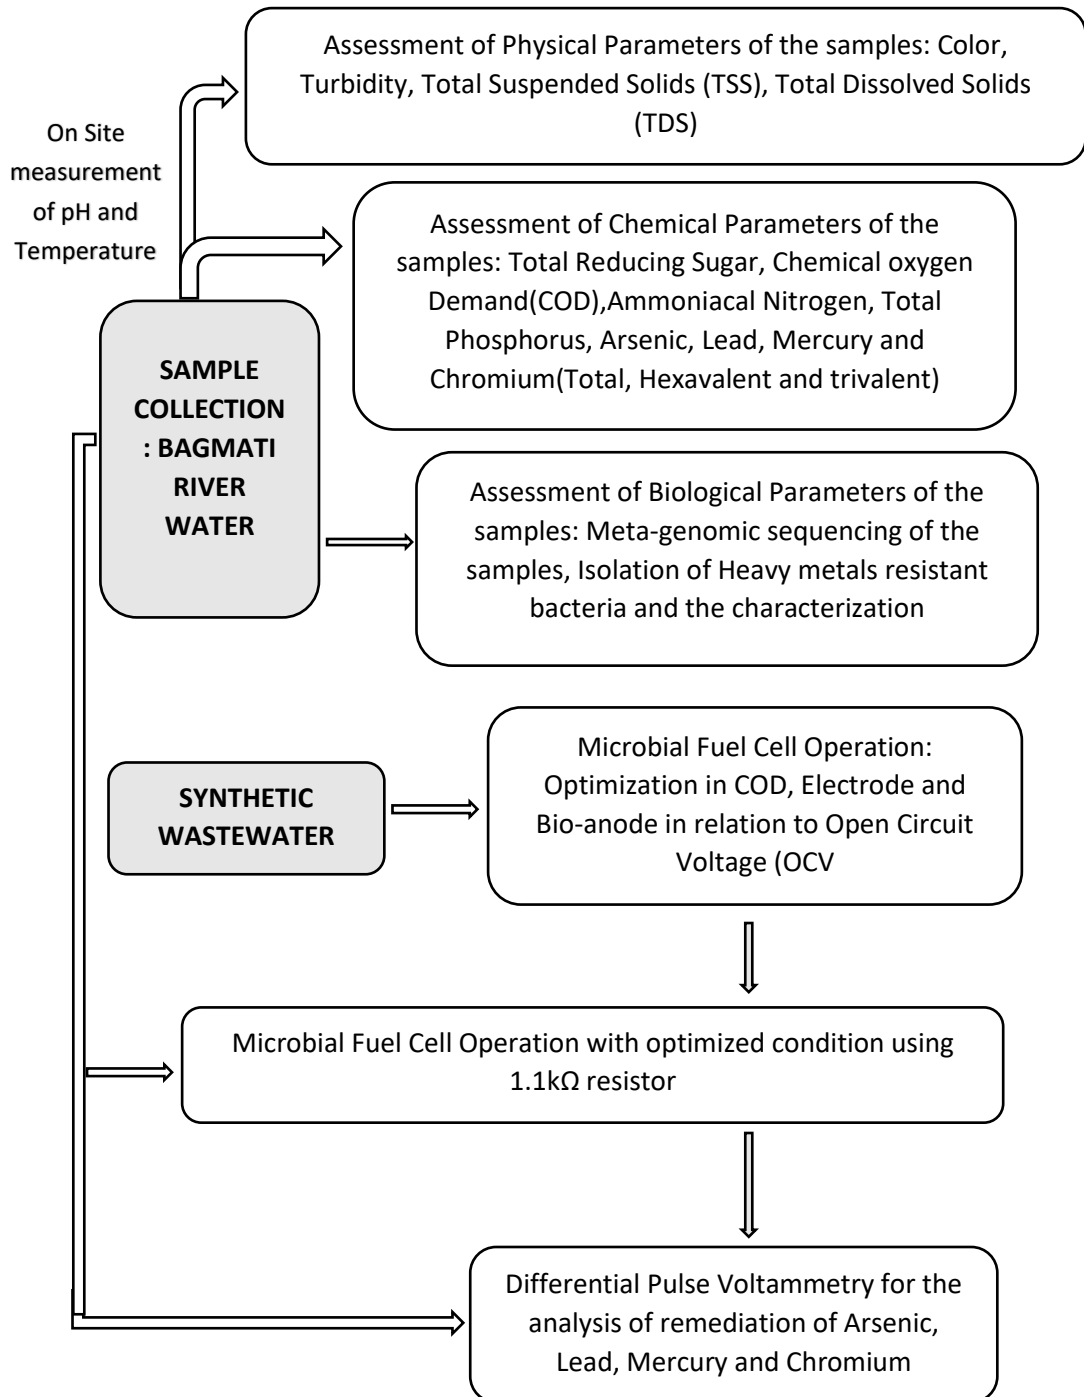 Assessment of Physical Parameters of the samples: Color,
Turbidity, Total Suspended Solids (TSS), Total Dissolved Solids
(TDS)
On Site
measurement
of pH and
Temperature
Assessment of Chemical Parameters of the
samples: Total Reducing Sugar, Chemical oxygen
Demand(COD),Ammoniacal Nitrogen, Total
Phosphorus, Arsenic, Lead, Mercury and
Chromium(Total, Hexavalent and trivalent)
SAMPLE
COLLECTION
: BAGMATI
RIVER
WATER
Assessment of Biological Parameters of the
samples: Meta-genomic sequencing of the
samples, Isolation of Heavy metals resistant
bacteria and the characterization
SYNTHETIC
WASTEWATER
Microbial Fuel Cell Operation:
Optimization in COD, Electrode and
Bio-anode in relation to Open Circuit
Voltage (OCV
Microbial Fuel Cell Operation with optimized condition using
1.1kΩ resistor
Differential Pulse Voltammetry for the
analysis of remediation of Arsenic,
Lead, Mercury and Chromium